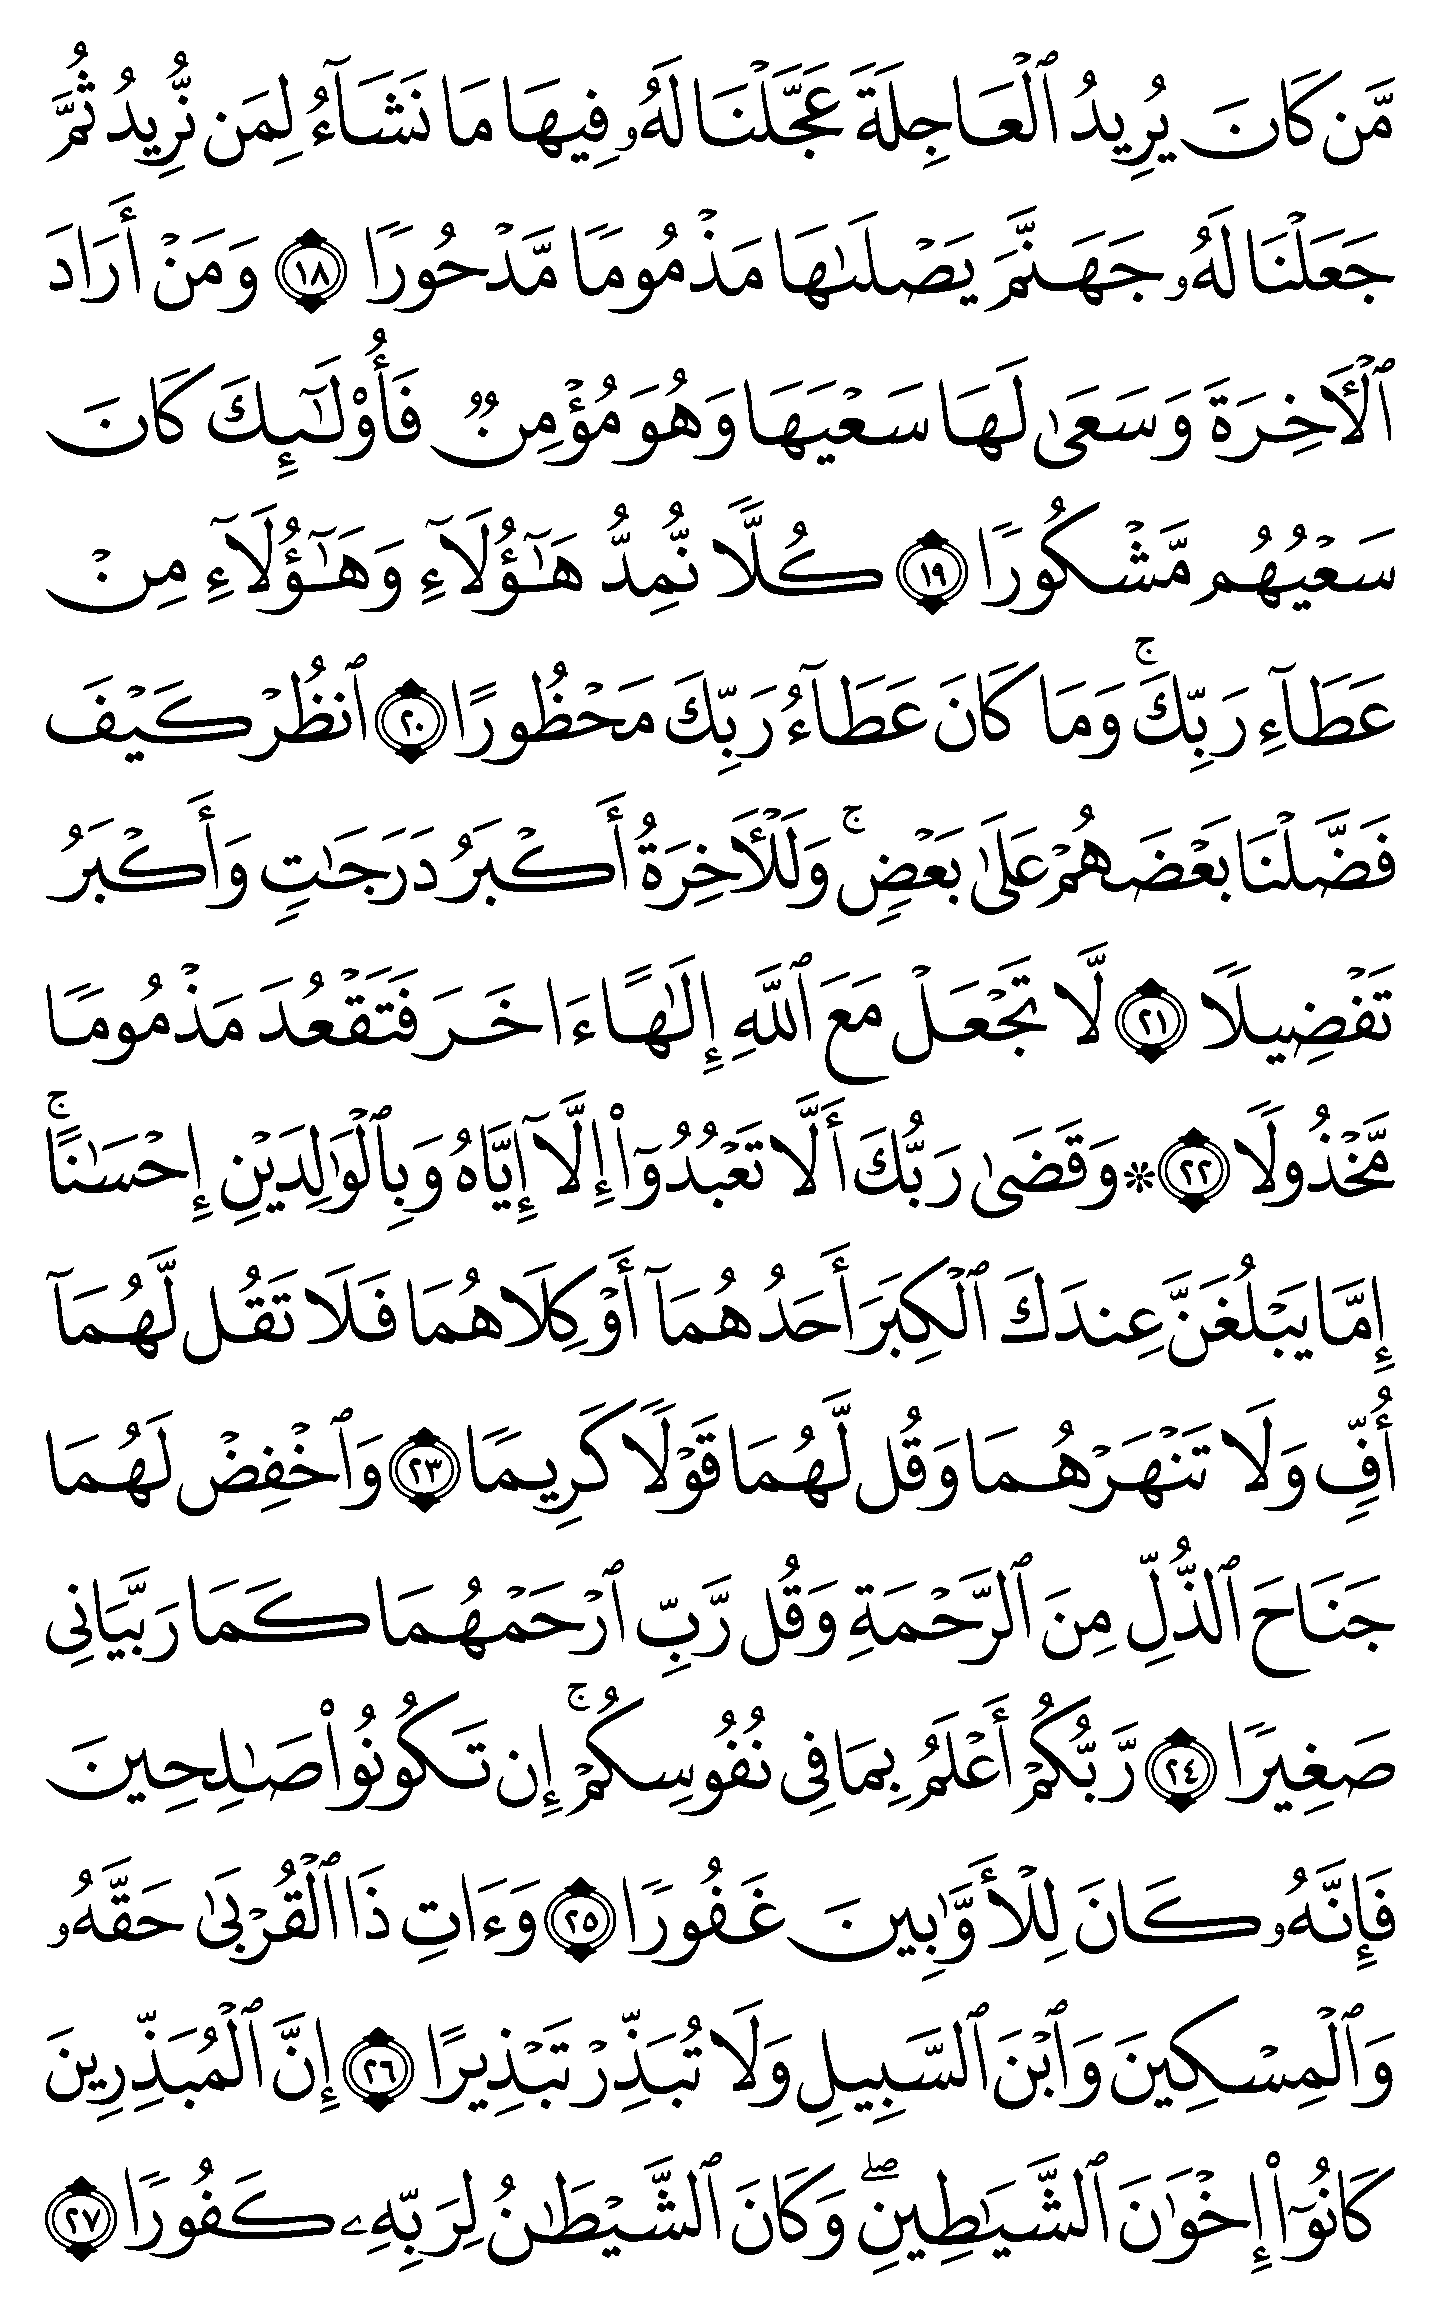 مَّن كَانَ يُرِيدُ ٱلْعَاجِلَةَ عَجَّلْنَا لَهُۥ فِيهَا مَا نَشَآءُ لِمَن نُّرِيدُ ثُمَّ
جَعَلْنَا لَهُۥ جَهَنَّمَ يَصْلَىٰهَا مَذْمُومًا مَّدْحُورًا ١٨ وَمَنْ أَرَادَ
ٱلْـَٔاخِرَةَ وَسَعَىٰ لَهَا سَعْيَهَا وَهُوَ مُؤْمِنٌ فَأُو۟لَـٰٓئِكَ كَانَ
سَعْيُهُم مَّشْكُورًا ١٩ كُلًّا نُّمِدُّ هَـٰٓؤُلَآءِ وَهَـٰٓؤُلَآءِ مِنْ
عَطَآءِ رَبِّكَ ۚ وَمَا كَانَ عَطَآءُ رَبِّكَ مَحْظُورًا ٢٠ ٱنظُرْ كَيْفَ
فَضَّلْنَا بَعْضَهُمْ عَلَىٰ بَعْضٍ ۚ وَلَلْـَٔاخِرَةُ أَكْبَرُ دَرَجَـٰتٍ وَأَكْبَرُ
تَفْضِيلًا ٢١ لَّا تَجْعَلْ مَعَ ٱللَّهِ إِلَـٰهًا ءَاخَرَ فَتَقْعُدَ مَذْمُومًا
مَّخْذُولًا ٢٢ ۞ وَقَضَىٰ رَبُّكَ أَلَّا تَعْبُدُوٓا۟ إِلَّآ إِيَّاهُ وَبِٱلْوَٰلِدَيْنِ إِحْسَـٰنًا ۚ
إِمَّا يَبْلُغَنَّ عِندَكَ ٱلْكِبَرَ أَحَدُهُمَآ أَوْ كِلَاهُمَا فَلَا تَقُل لَّهُمَآ
أُفٍّ وَلَا تَنْهَرْهُمَا وَقُل لَّهُمَا قَوْلًا كَرِيمًا ٢٣ وَٱخْفِضْ لَهُمَا
جَنَاحَ ٱلذُّلِّ مِنَ ٱلرَّحْمَةِ وَقُل رَّبِّ ٱرْحَمْهُمَا كَمَا رَبَّيَانِى
صَغِيرًا ٢٤ رَّبُّكُمْ أَعْلَمُ بِمَا فِى نُفُوسِكُمْ ۚ إِن تَكُونُوا۟ صَـٰلِحِينَ
فَإِنَّهُۥ كَانَ لِلْأَوَّٰبِينَ غَفُورًا ٢٥ وَءَاتِ ذَا ٱلْقُرْبَىٰ حَقَّهُۥ
وَٱلْمِسْكِينَ وَٱبْنَ ٱلسَّبِيلِ وَلَا تُبَذِّرْ تَبْذِيرًا ٢٦ إِنَّ ٱلْمُبَذِّرِينَ
كَانُوٓا۟ إِخْوَٰنَ ٱلشَّيَـٰطِينِ ۖ وَكَانَ ٱلشَّيْطَـٰنُ لِرَبِّهِۦ كَفُورًا ٢٧